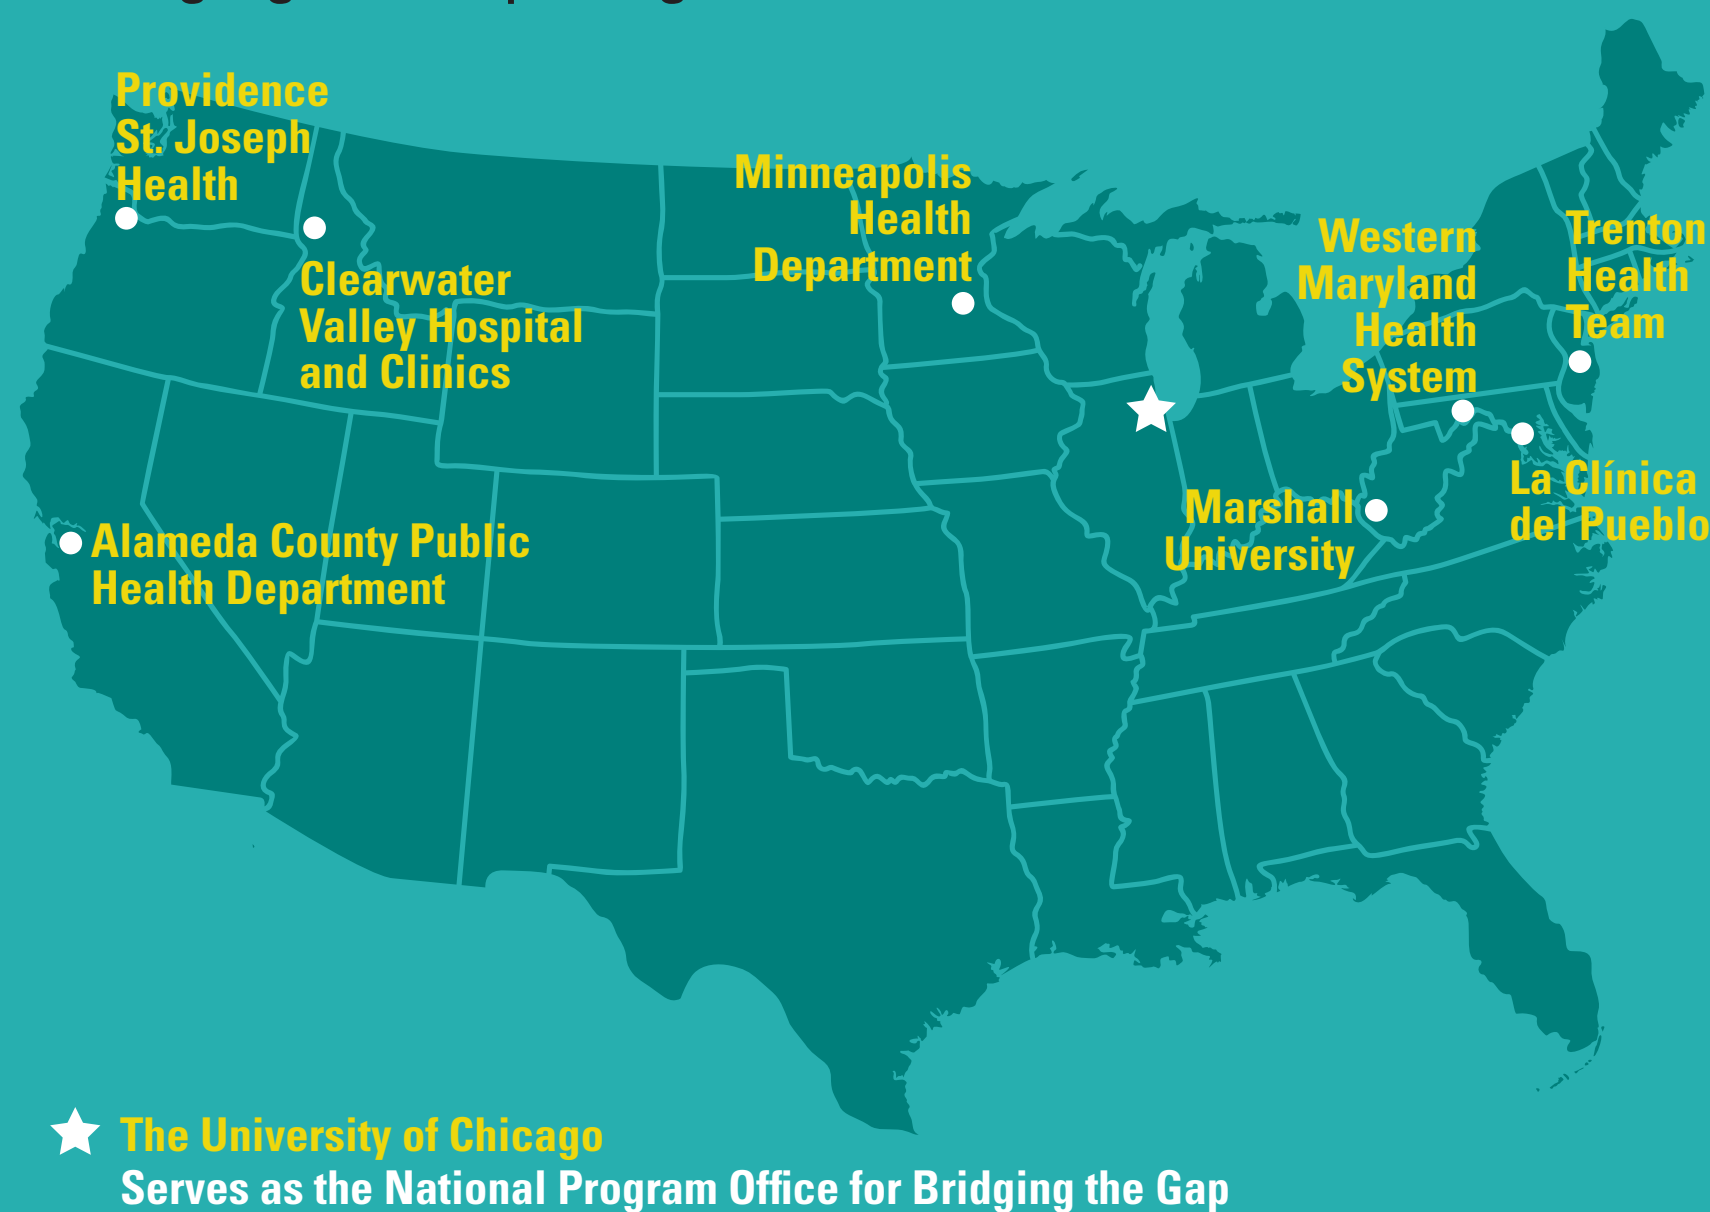 Providence
St. Joseph
Health
Clearwater
Valley Hospital
and Clinics
Minneapolis
Health
Department
Western
Maryland
Health
System
Trenton
Health
Team
La Clínica
del Pueblo
Marshall
University
Alameda County Public
Health Department
The University of Chicago
Serves as the National Program Office for Bridging the Gap